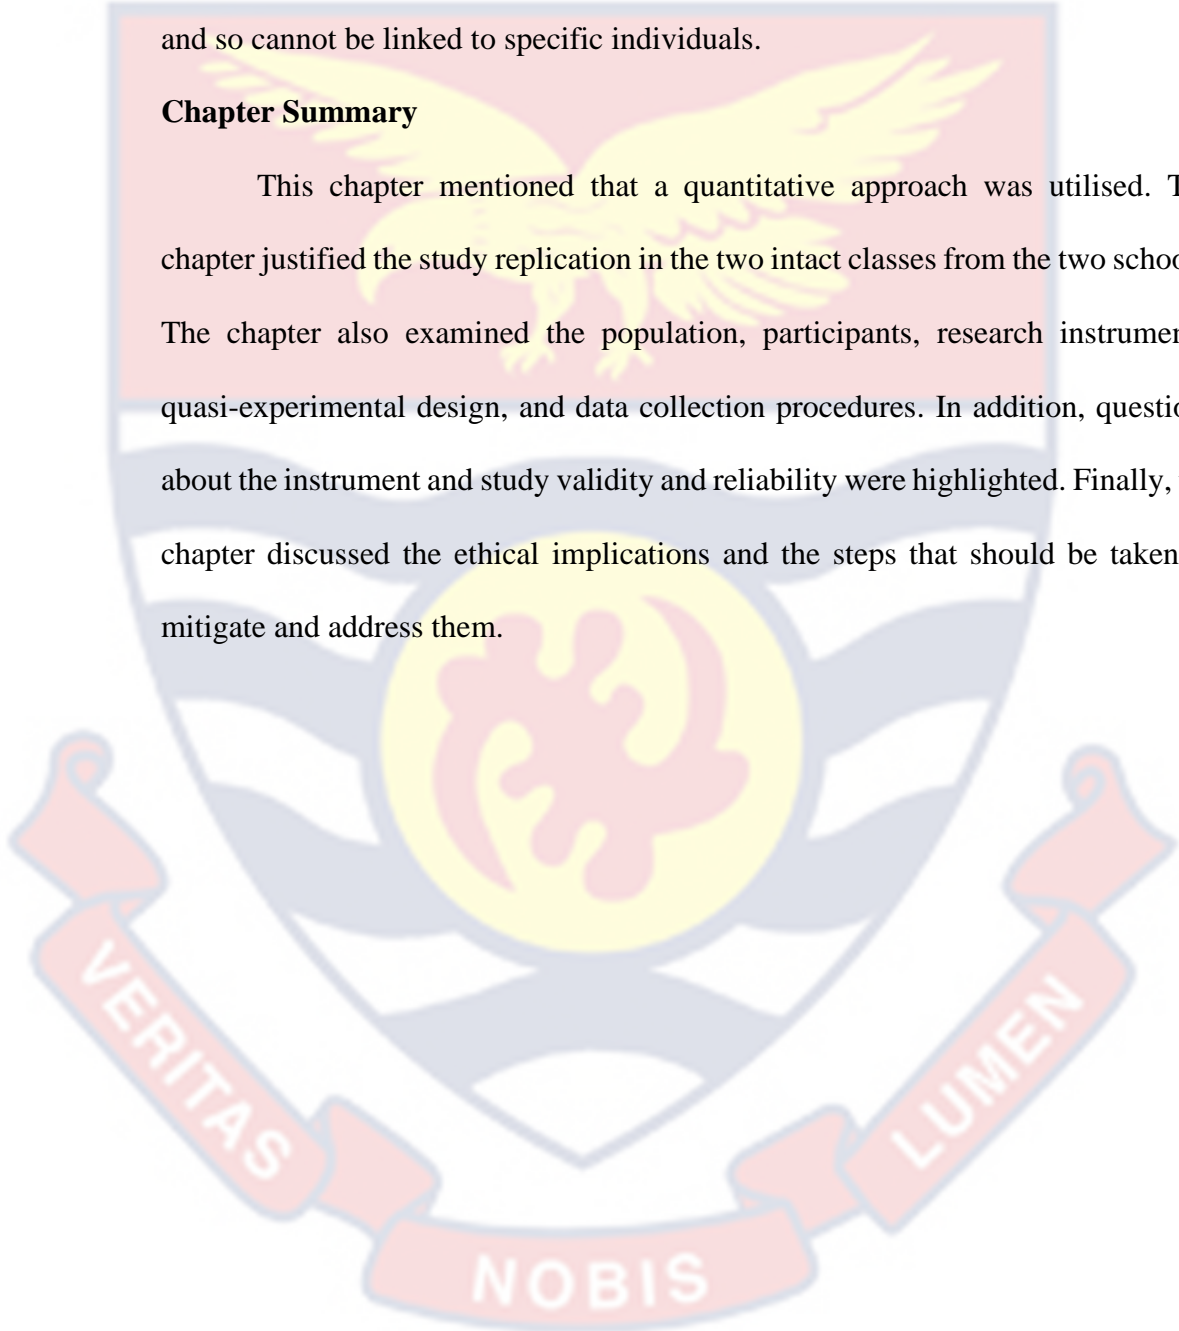 and so cannot be linked to specific individuals.
Chapter Summary
This chapter mentioned that a quantitative approach was utilised. T
chapter justified the study replication in the two intact classes from the two schoo
The chapter also examined the population, participants, research instrumen
quasi-experimental design, and data collection procedures. In addition, questio
about the instrument and study validity and reliability were highlighted. Finally,
chapter discussed the ethical implications and the steps that should be taken
mitigate and address them.
VERITAS
NOBIS
LUMEN